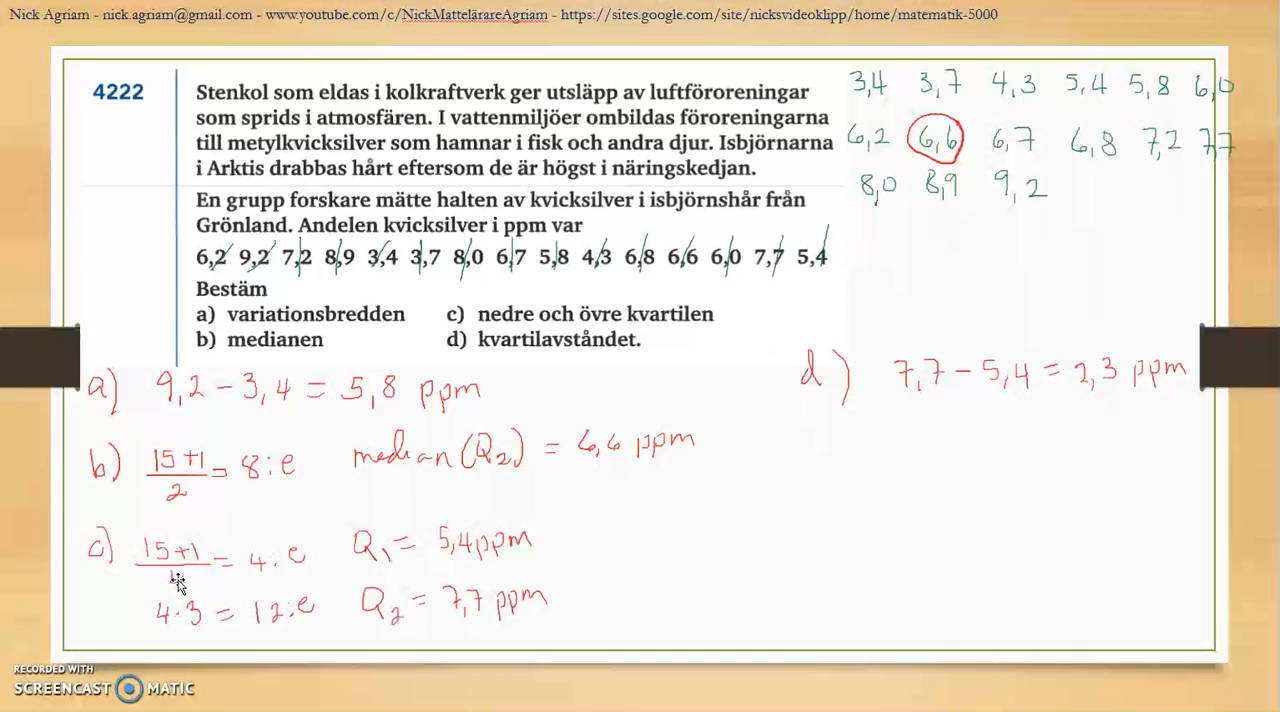 Nick Agriam - nick.agriam@gmail.com - www.youtube.com/c/NickMattelärareAgriam - https://sites.google.com/site/nicksvideoklipp/home/matematik-5000
4222
Stenkol som eldas i kolkraftverk ger utsläpp av luftföroreningar
som sprids i atmosfären. I vattenmiljöer ombildas föroreningarna
till metylkvicksilver som hamnar i fisk och andra djur. Isbjörnarna
i Arktis drabbas hårt eftersom de är högst i näringskedjan.
En grupp forskare mätte halten av kvicksilver i isbjörnshår från
Grönland. Andelen kvicksilver i ppm var
6,2 9,2 7,2 8,9 3,4 3,7 8,0 6,7 5,8 4,3 6,8 6,6 6,0 7,7 5,4
Bestäm
a) variationsbredden c) nedre och övre kvartilen
b) medianen d) kvartilavståndet.
3,4 3,7 4,3 5,4 5,8 6,0
6,2 6,6 6,7 6,8 7,2 7,7
8,0 8,9 9,2
a) 9,2 - 3,4 = 5,8 ppm
b) 15+1/2 = 8:e median (Q2) = 6,6 ppm
c) 15+1/4 = 4:e Q1 = 5,4 ppm
4·3 = 12:e Q2 = 7,7 ppm
d) 7,7 - 5,4 = 2,3 ppm
RECORDED WITH
SCREENCAST MATIC